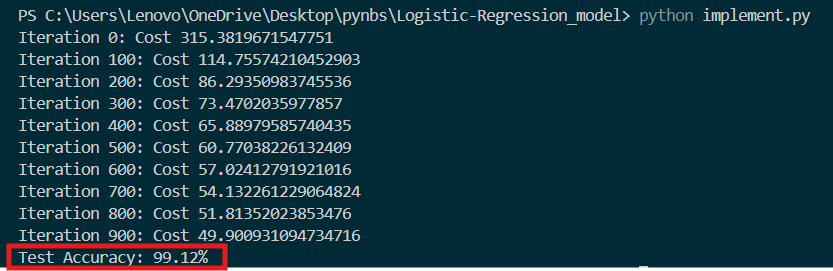 PS C:\Users\Lenovo\OneDrive\Desktop\pynbs\Logistic-Regression_model> python implement.py
Iteration 0: Cost 315.3819671547751
Iteration 100: Cost 114.75574210452903
Iteration 200: Cost 86.29350983745536
Iteration 300: Cost 73.4702035977857
Iteration 400: Cost 65.88979585740435
Iteration 500: Cost 60.77038226132409
Iteration 600: Cost 57.02412791921016
Iteration 700: Cost 54.132261229064824
Iteration 800: Cost 51.81352023853476
Iteration 900: Cost 49.900931094734716
Test Accuracy: 99.12%